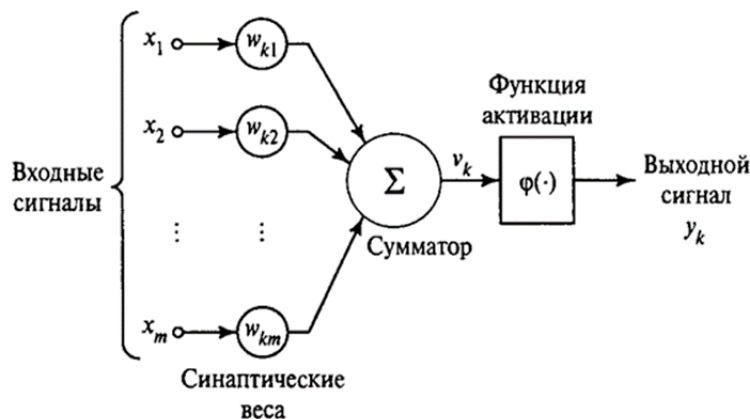 x1
wk1
x2
wk2
Входные
сигналы
⋮
⋮
xm
wkm
Синаптические
веса
Σ
Сумматор
vk
Функция
активации
φ(·)
Выходной
сигнал
yk